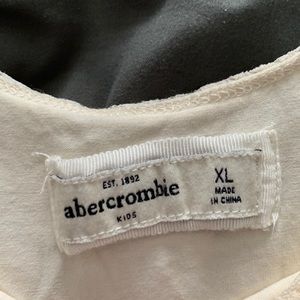 EST. 1892
abercrombie
KIDS
XL
MADE
IN CHINA